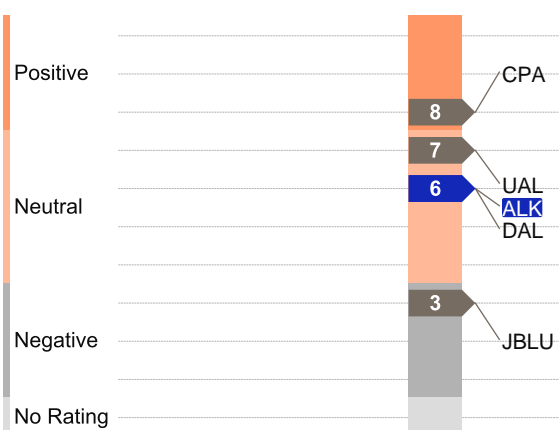 Positive
CPA
8
7
UAL
6
ALK
Neutral
DAL
3
Negative
JBLU
No Rating